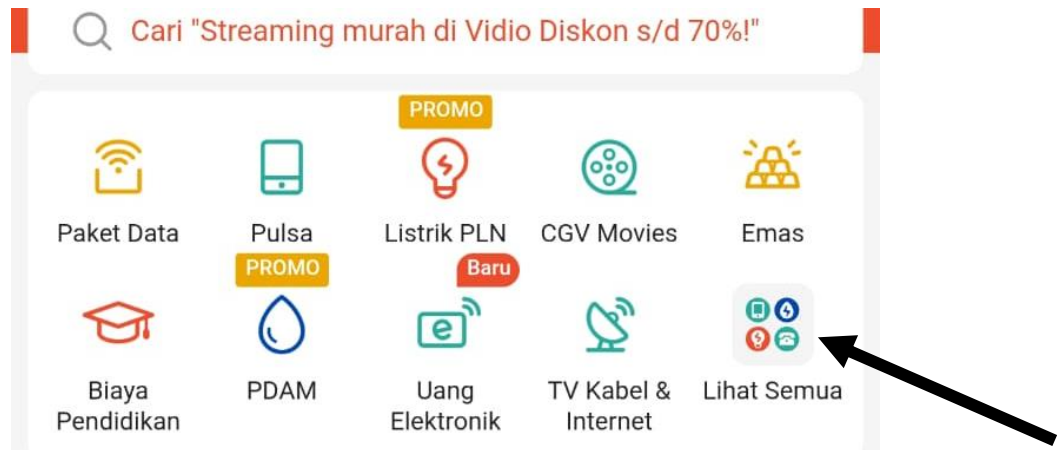 Cari "Streaming murah di Vidio Diskon s/d 70%!"
PROMO
Paket Data
Pulsa
Listrik PLN
CGV Movies
Emas
PROMO
Baru
e
Biaya
Pendidikan
PDAM
Uang
Elektronik
TV Kabel &
Internet
Lihat Semua